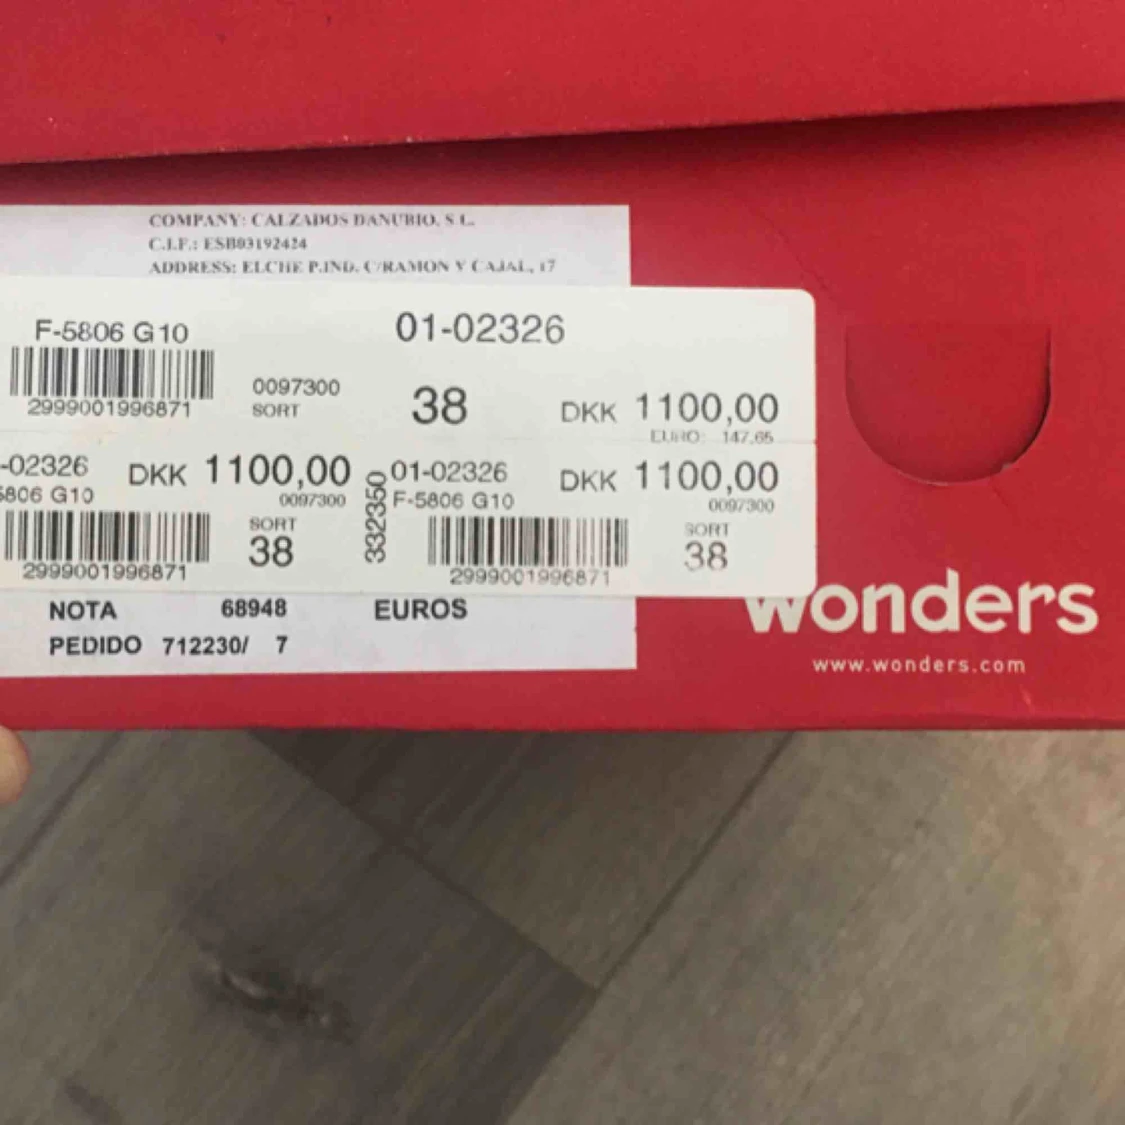 COMPANY: CALZADOS DANUBIO, S.L.
C.I.F.: ESB03192424
ADDRESS: ELCHE P.IND. C/RAMON Y CAJAL, 17
F-5806 G10
01-02326
2999001996871
0097300
SORT
38
DKK 1100,00
EURO: 147,65
-02326
DKK 1100,00
5806 G10
0097300
SORT
38
2999001996871
332350
01-02326
DKK 1100,00
F-5806 G10
0097300
SORT
38
2999001996871
NOTA 68948 EUROS
PEDIDO 712230/ 7
wonders
www.wonders.com